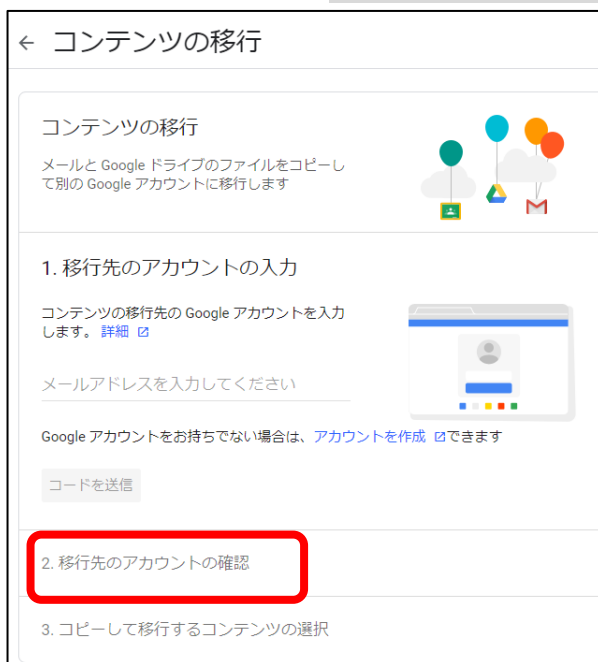 ← コンテンツの移行
コンテンツの移行
メールと Google ドライブのファイルをコピーし
て別の Google アカウントに移行します
1. 移行先のアカウントの入力
コンテンツの移行先の Google アカウントを入力
します。 詳細
メールアドレスを入力してください
Google アカウントをお持ちでない場合は、アカウントを作成 できます
コードを送信
2. 移行先のアカウントの確認
3. コピーして移行するコンテンツの選択